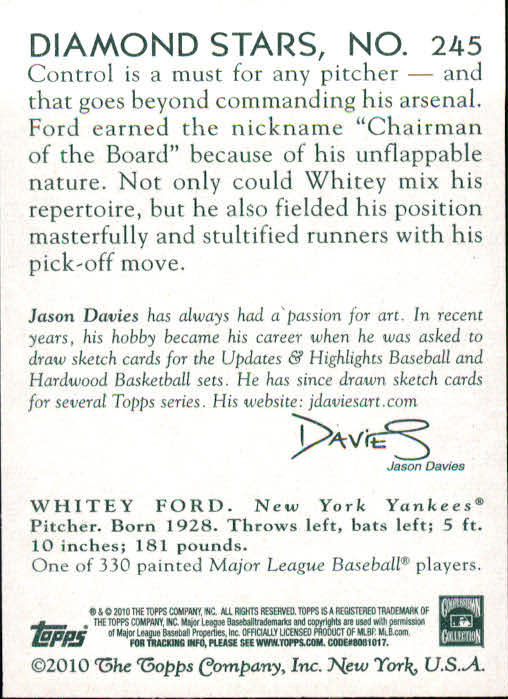 DIAMOND STARS, NO. 245
Control is a must for any pitcher — and
that goes beyond commanding his arsenal.
Ford earned the nickname “Chairman
of the Board” because of his unflappable
nature. Not only could Whitey mix his
repertoire, but he also fielded his position
masterfully and stultified runners with his
pick-off move.
Jason Davies has always had a passion for art. In recent
years, his hobby became his career when he was asked to
draw sketch cards for the Updates & Highlights Baseball and
Hardwood Basketball sets. He has since drawn sketch cards
for several Topps series. His website: jdaviesart.com
DAVIES
Jason Davies
WHITEY FORD. New York Yankees®
Pitcher. Born 1928. Throws left, bats left; 5 ft.
10 inches; 181 pounds.
One of 330 painted Major League Baseball® players.
® & © 2010 THE TOPPS COMPANY, INC. ALL RIGHTS RESERVED. TOPPS IS A REGISTERED TRADEMARK OF
THE TOPPS COMPANY, INC. Major League Baseball trademarks and copyrights are used with permission
of Major League Baseball Properties, Inc. OFFICIALLY LICENSED PRODUCT OF MLBP. MLB.com.
FOR TRACKING INFO, PLEASE SEE WWW.TOPPS.COM. CODE#8081017.
topps
COOPERSTOWN
COLLECTION
©2010 The Topps Company, Inc. New York, U.S.A.